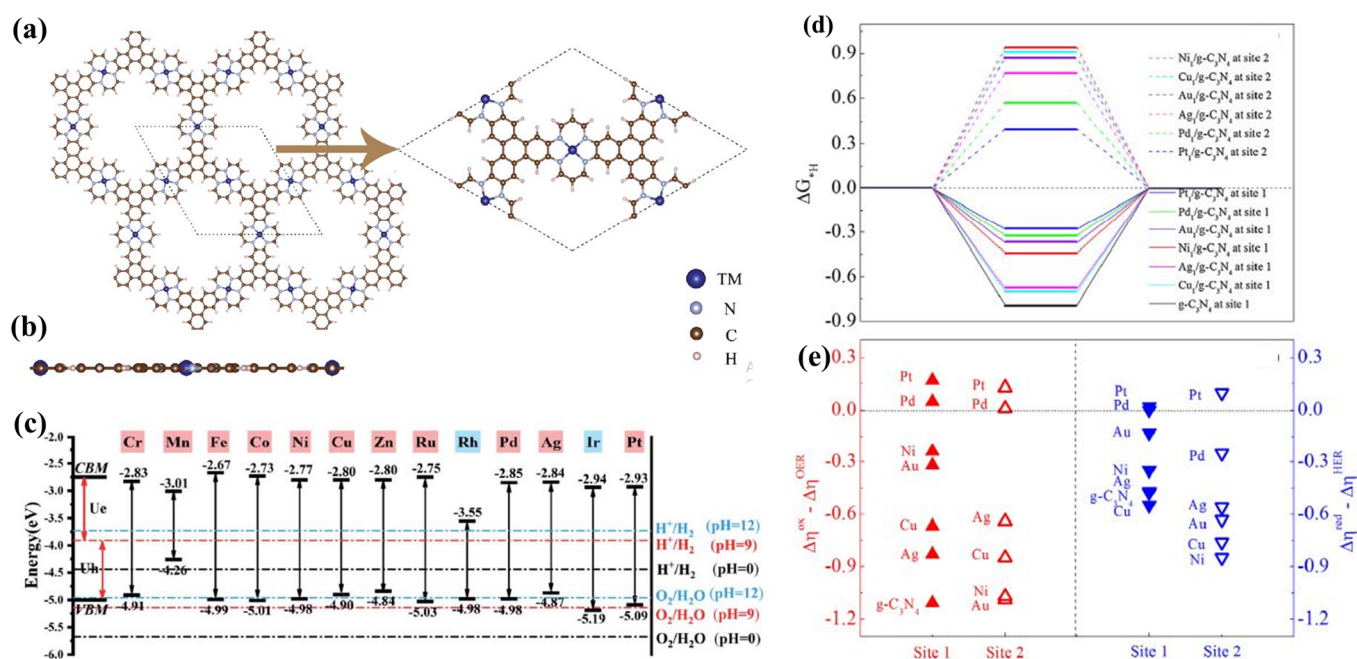 (a)
TM
N
C
H
(b)
(c)
Energy(eV)
-2.0
-2.5
-3.0
-3.5
-4.0
-4.5
-5.0
-5.5
-6.0
CBM
VBM
Ue
Uh
Cr Mn Fe Co Ni Cu Zn Ru Rh Pd Ag Ir Pt
-2.83 -3.01 -2.67 -2.73 -2.77 -2.80 -2.80 -2.75 -3.55 -2.85 -2.84 -2.94 -2.93
-4.91 -4.26 -4.99 -5.01 -4.98 -4.90 -4.84 -5.03 -4.98 -4.98 -4.87 -5.19 -5.09
H⁺/H₂ (pH=12)
H⁺/H₂ (pH=9)
H⁺/H₂ (pH=0)
O₂/H₂O (pH=12)
O₂/H₂O (pH=9)
O₂/H₂O (pH=0)
(d)
ΔG*H
0.9
0.6
0.3
0.0
-0.3
-0.6
-0.9
Ni₁/g-C₃N₄ at site 2
Cu₁/g-C₃N₄ at site 2
Au₁/g-C₃N₄ at site 2
Ag₁/g-C₃N₄ at site 2
Pd₁/g-C₃N₄ at site 2
Pt₁/g-C₃N₄ at site 2
Pt₁/g-C₃N₄ at site 1
Pd₁/g-C₃N₄ at site 1
Au₁/g-C₃N₄ at site 1
Ni₁/g-C₃N₄ at site 1
Ag₁/g-C₃N₄ at site 1
Cu₁/g-C₃N₄ at site 1
g-C₃N₄ at site 1
(e)
Δη^ox - Δη^OER
0.3
0.0
-0.3
-0.6
-0.9
-1.2
Pt
Pd
Ni
Au
Cu
Ag
g-C₃N₄
Pt
Pd
Ag
Cu
Ni
Au
Pt
Pd
Au
Ni
Ag
g-C₃N₄
Cu
Pt
Pd
Ag
Au
Cu
Ni
0.3
0.0
-0.3
-0.6
-0.9
-1.2
Δη^red - Δη^HER
Site 1 Site 2 Site 1 Site 2